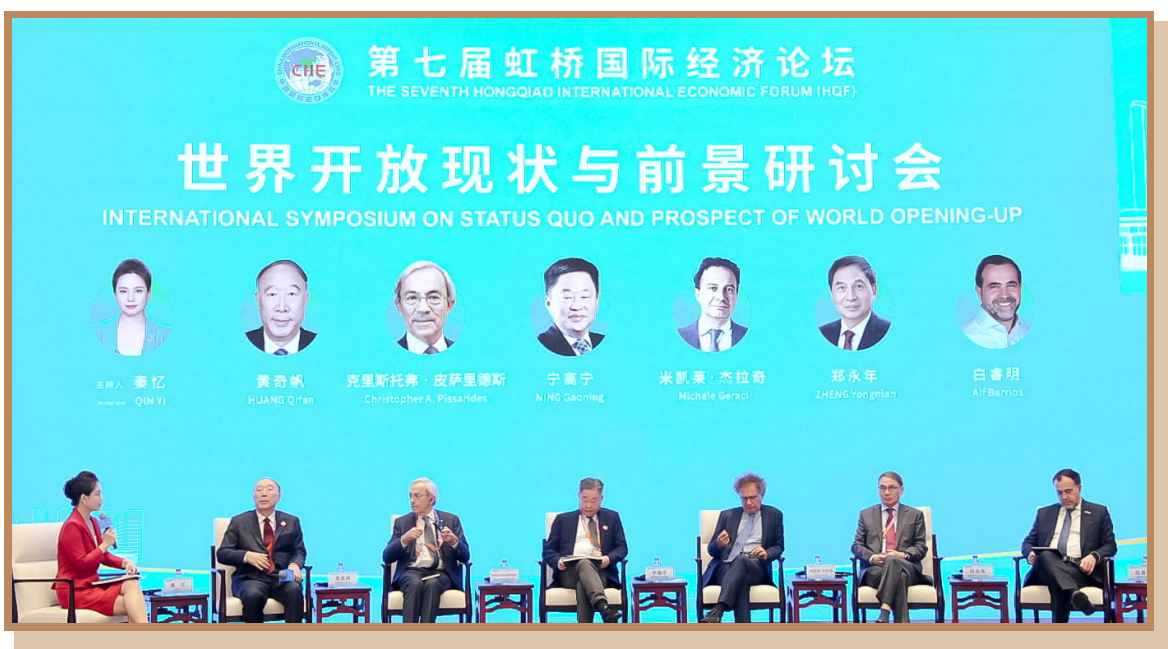 CIIE
第七届虹桥国际经济论坛
THE SEVENTH HONGQIAO INTERNATIONAL ECONOMIC FORUM (HQF)
世界开放现状与前景研讨会
INTERNATIONAL SYMPOSIUM ON STATUS QUO AND PROSPECT OF WORLD OPENING-UP
主持人 秦忆
Moderator QIN Yi
黄奇帆
HUANG Qifan
克里斯托弗·皮萨里德斯
Christopher A. Pissarides
宁高宁
NING Gaoning
米凯莱·杰拉奇
Michele Geraci
郑永年
ZHENG Yongnian
白睿明
Alf Barrios